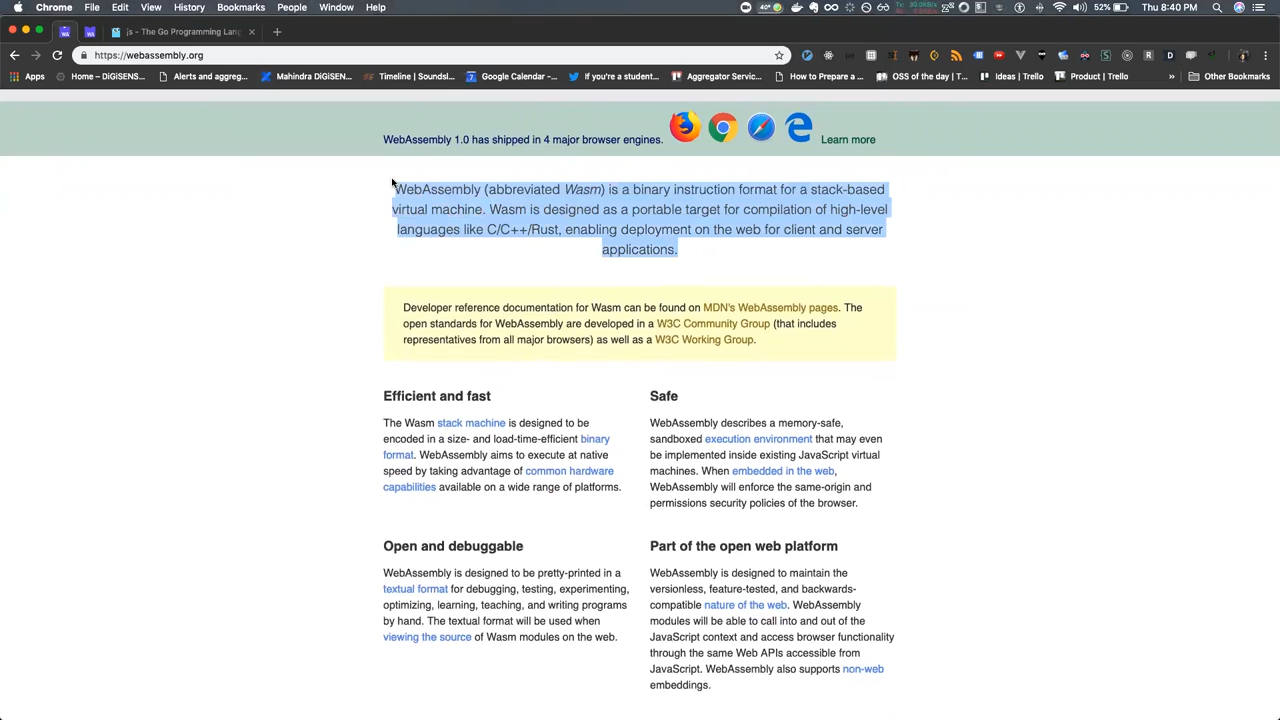 Chrome File Edit View History Bookmarks People Window Help 40° 52% Thu 8:40 PM
js - The Go Programming Lang
https://webassembly.org
Apps Home – DiGiSENS... Alerts and aggreg... Mahindra DiGiSEN... Timeline | Soundsl... Google Calendar -... If you're a student... Aggregator Servic... How to Prepare a ... OSS of the day | T... Ideas | Trello Product | Trello » Other Bookmarks
WebAssembly 1.0 has shipped in 4 major browser engines. Learn more
WebAssembly (abbreviated Wasm) is a binary instruction format for a stack-based
virtual machine. Wasm is designed as a portable target for compilation of high-level
languages like C/C++/Rust, enabling deployment on the web for client and server
applications.
Developer reference documentation for Wasm can be found on MDN's WebAssembly pages. The
open standards for WebAssembly are developed in a W3C Community Group (that includes
representatives from all major browsers) as well as a W3C Working Group.
Efficient and fast
The Wasm stack machine is designed to be
encoded in a size- and load-time-efficient binary
format. WebAssembly aims to execute at native
speed by taking advantage of common hardware
capabilities available on a wide range of platforms.
Safe
WebAssembly describes a memory-safe,
sandboxed execution environment that may even
be implemented inside existing JavaScript virtual
machines. When embedded in the web,
WebAssembly will enforce the same-origin and
permissions security policies of the browser.
Open and debuggable
WebAssembly is designed to be pretty-printed in a
textual format for debugging, testing, experimenting,
optimizing, learning, teaching, and writing programs
by hand. The textual format will be used when
viewing the source of Wasm modules on the web.
Part of the open web platform
WebAssembly is designed to maintain the
versionless, feature-tested, and backwards-
compatible nature of the web. WebAssembly
modules will be able to call into and out of the
JavaScript context and access browser functionality
through the same Web APIs accessible from
JavaScript. WebAssembly also supports non-web
embeddings.